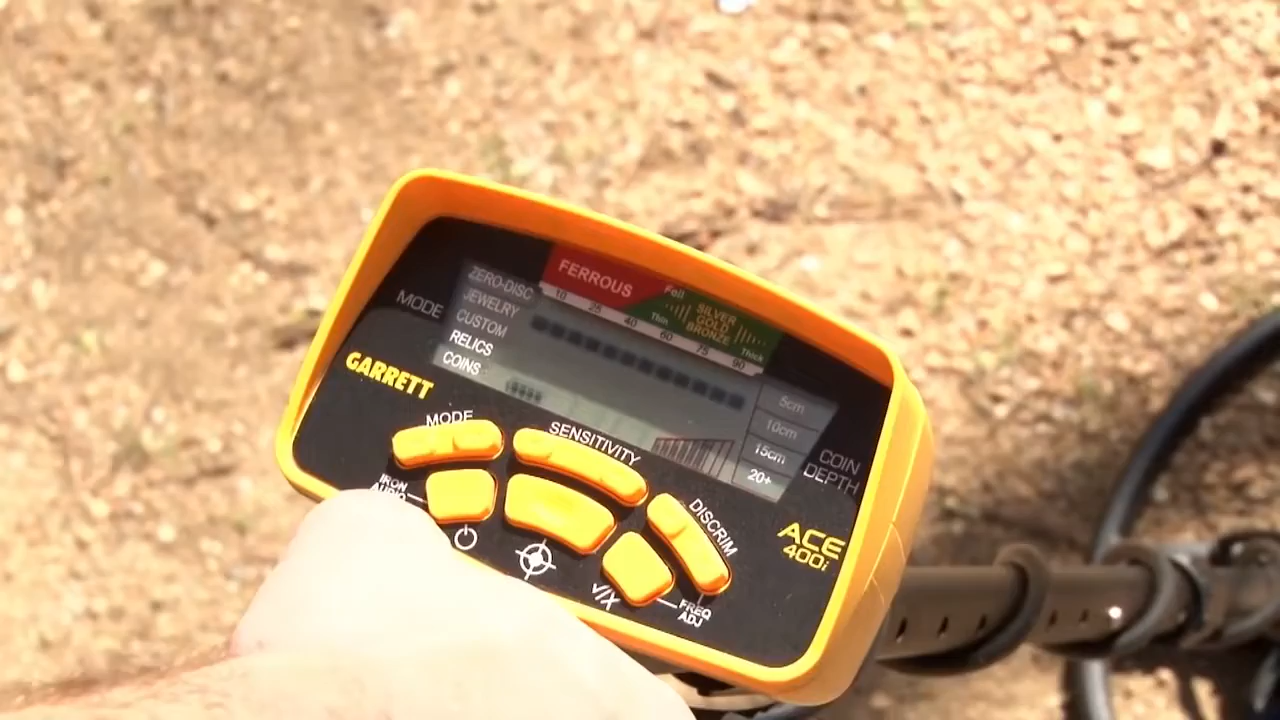 MODE
ZERO-DISC
JEWELRY
CUSTOM
RELICS
COINS
FERROUS
Foil
Thin
SILVER
GOLD
BRONZE
Thick
10 25 40 60 75 90
5cm
10cm
15cm
20+
COIN
DEPTH
GARRETT
MODE
SENSITIVITY
DISCRIM
IRON
AUDIO
√/X
FREQ
ADJ
ACE
400i